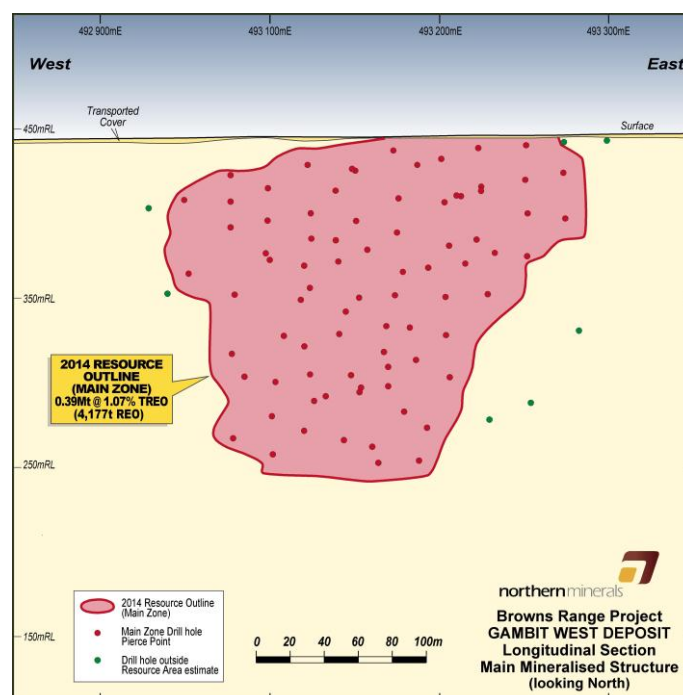 492 900mE
493 100mE
493 200mE
493 300mE
West
East
Transported
Cover
Surface
450mRL
350mRL
2014 RESOURCE
OUTLINE
(MAIN ZONE)
0.39Mt @ 1.07% TREO
(4,177t REO)
250mRL
150mRL
2014 Resource Outline
(Main Zone)
Main Zone Drill hole
Pierce Point
Drill hole outside
Resource Area estimate
0 20 40 60 80 100m
northernminerals
Browns Range Project
GAMBIT WEST DEPOSIT
Longitudinal Section
Main Mineralised Structure
(looking North)